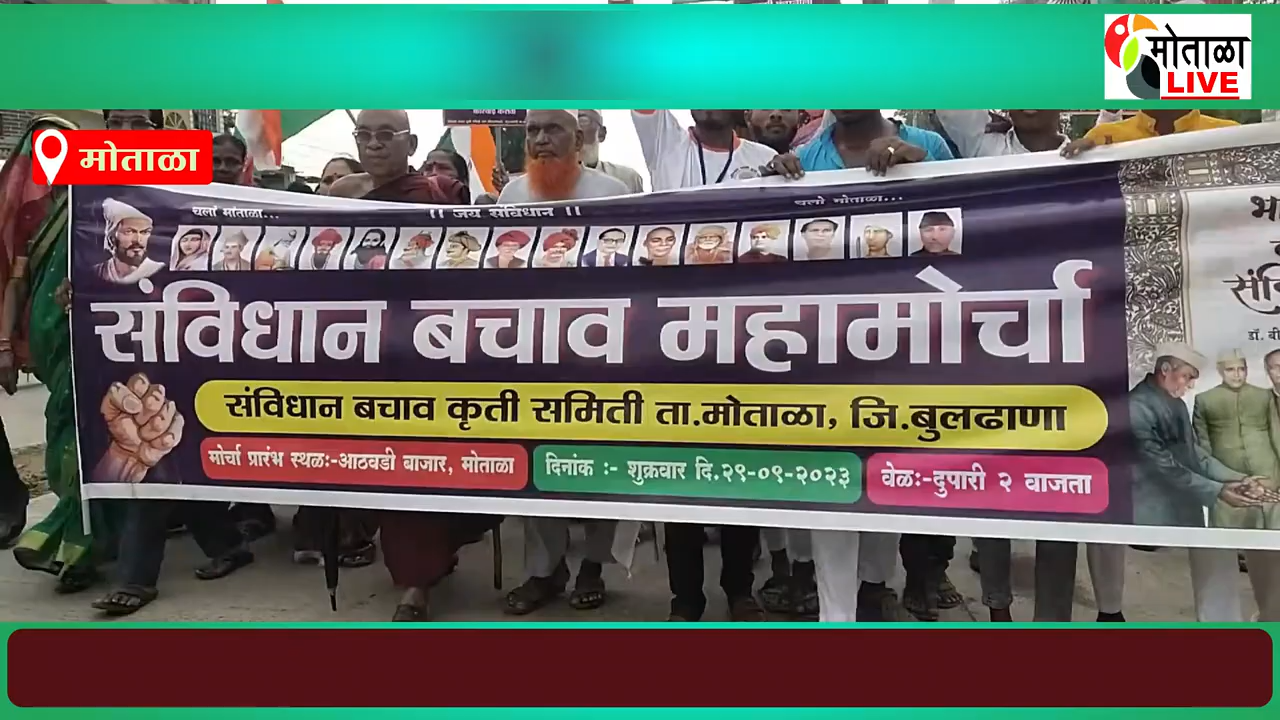 मोताळा
LIVE
मोताळा
चलो मोताळा...
।। जय संविधान ।।
चलो मोताळा...
संविधान बचाव महामोर्चा
संविधान बचाव कृती समिती ता.मोताळा, जि.बुलढाणा
मोर्चा प्रारंभ स्थळ:-आठवडी बाजार, मोताळा
दिनांक :- शुक्रवार दि.२९-०९-२०२३
वेळ:-दुपारी २ वाजता
डॉ.